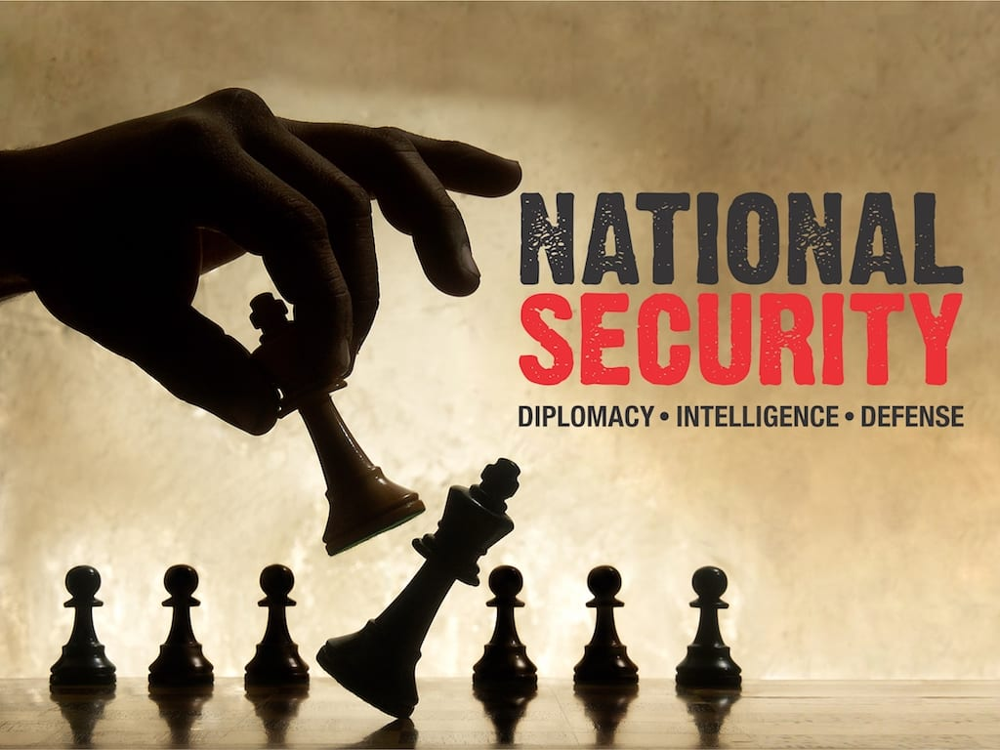 NATIONAL
SECURITY
DIPLOMACY • INTELLIGENCE • DEFENSE